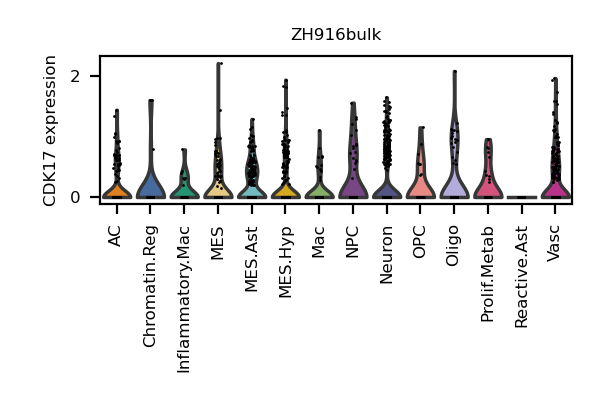 ZH916bulk
CDK17 expression
2
0
AC
Chromatin.Reg
Inflammatory.Mac
MES
MES.Ast
MES.Hyp
Mac
NPC
Neuron
OPC
Oligo
Prolif.Metab
Reactive.Ast
Vasc